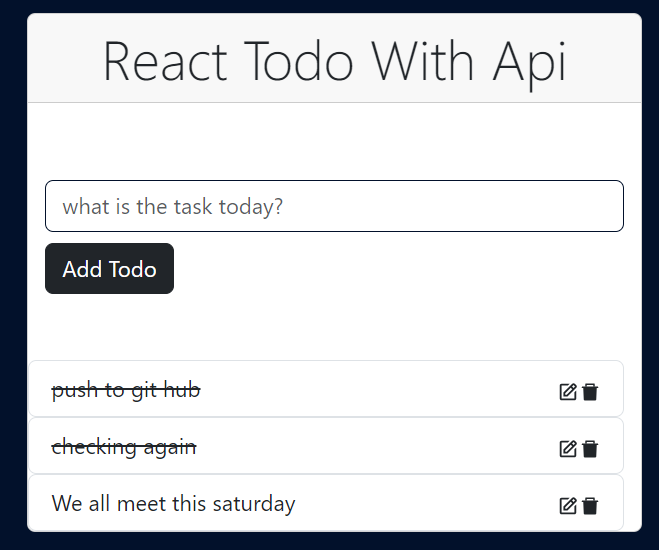 React Todo With Api
what is the task today?
Add Todo
push to git hub
checking again
We all meet this saturday